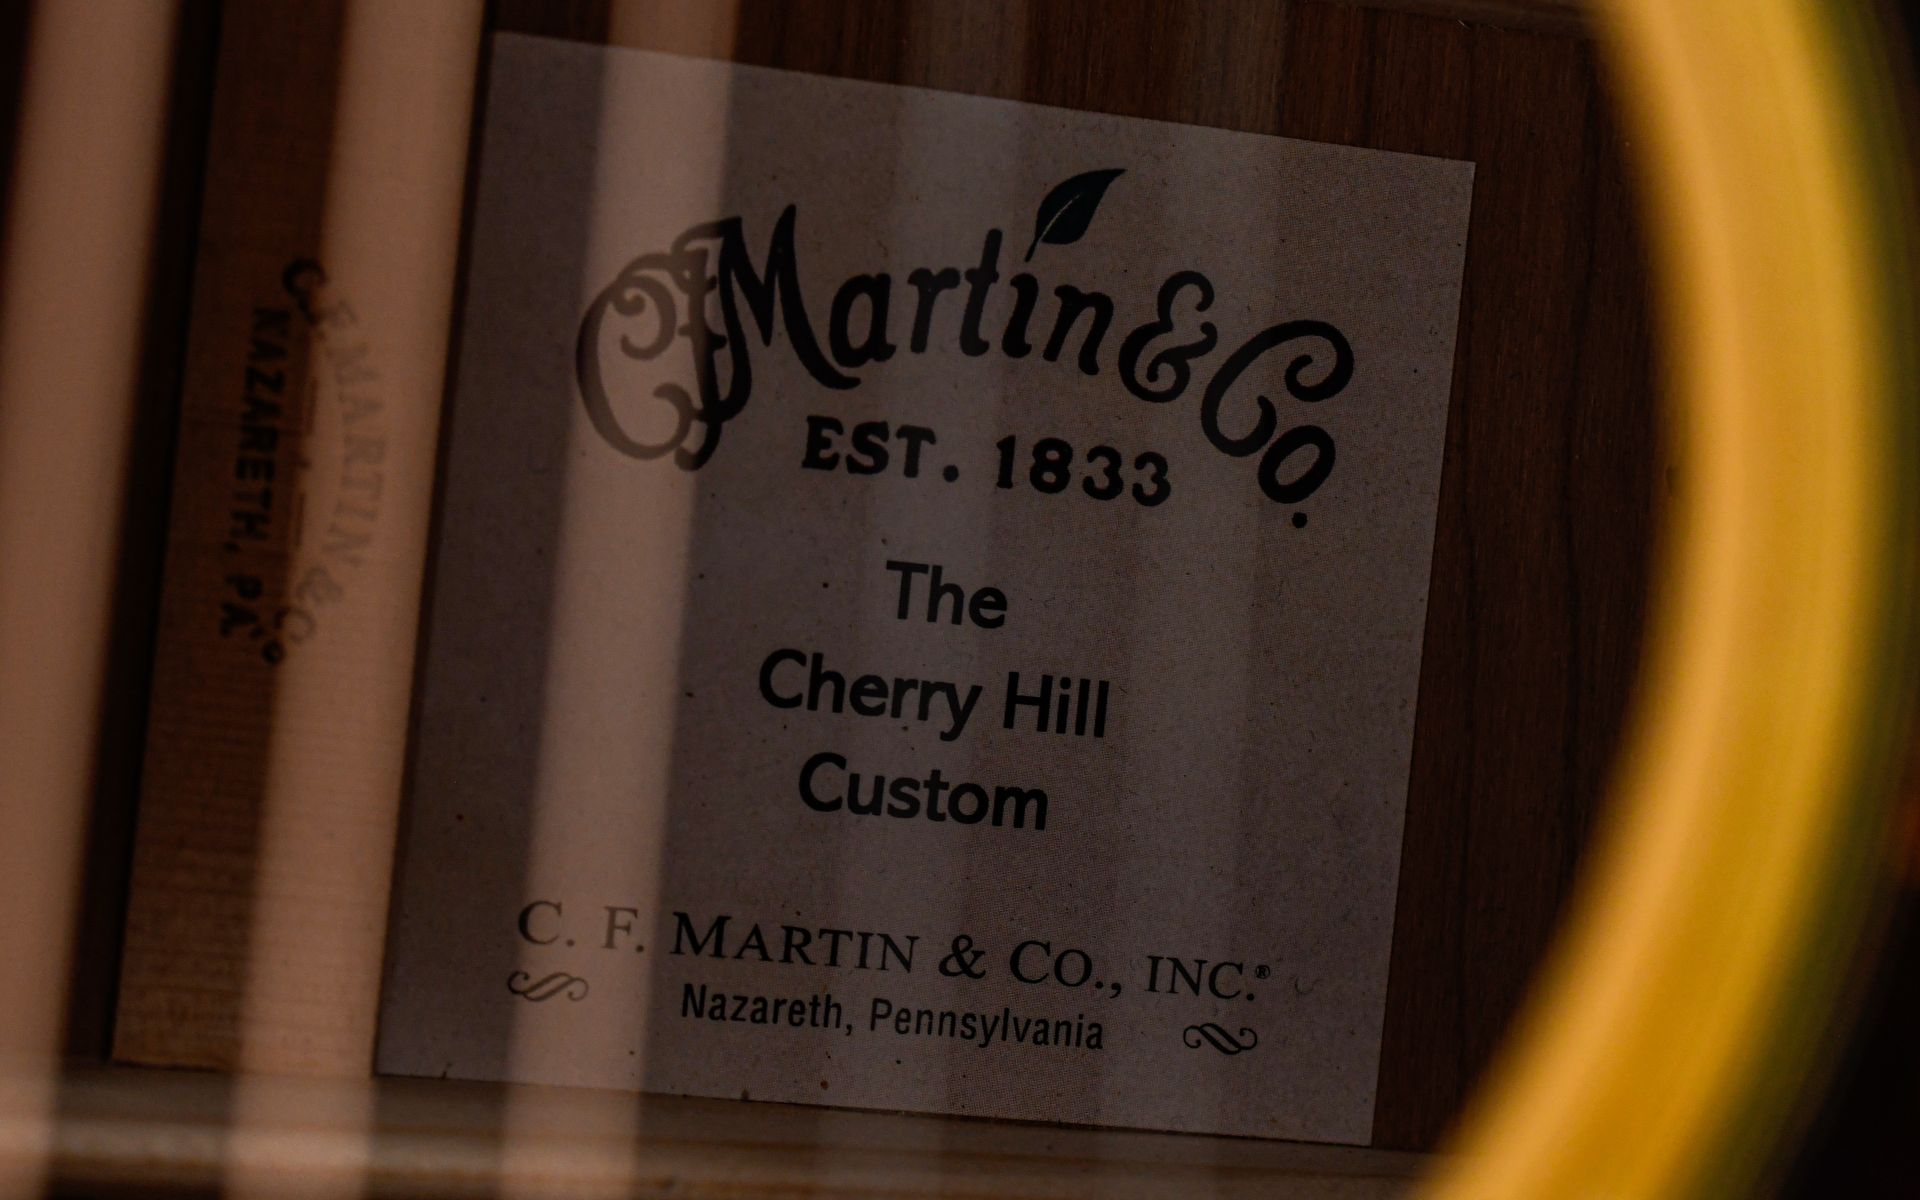 C. F. MARTIN & Co.
NAZARETH, PA.
CFMartin & Co.
EST. 1833
The
Cherry Hill
Custom
C. F. MARTIN & CO., INC.®
Nazareth, Pennsylvania